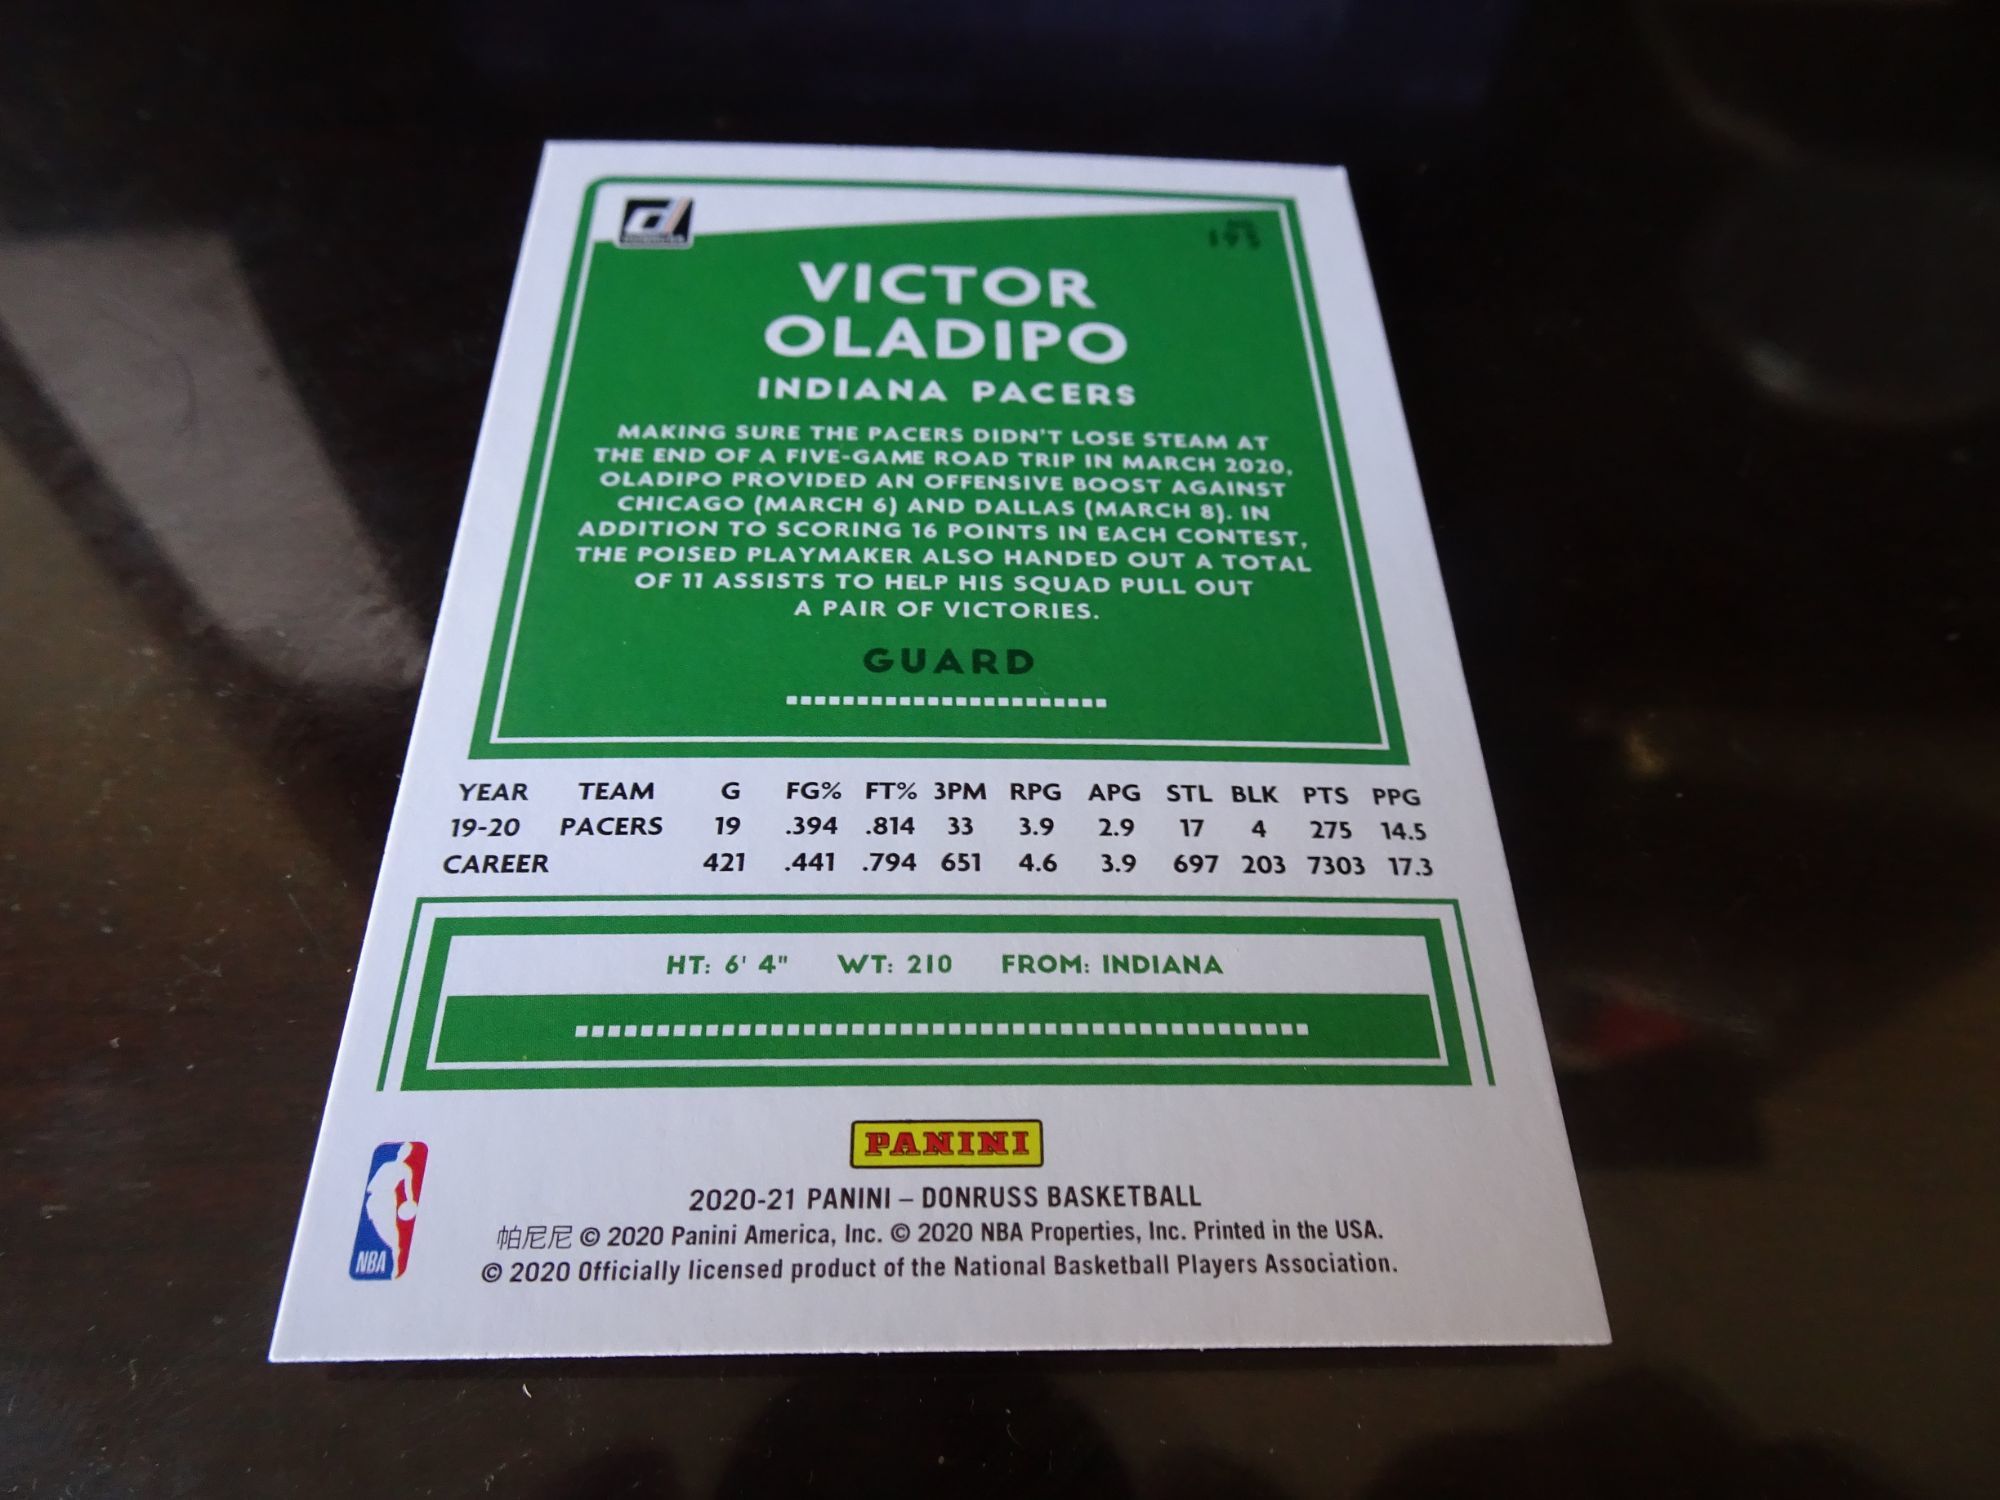 193
VICTOR
OLADIPO
INDIANA PACERS
MAKING SURE THE PACERS DIDN'T LOSE STEAM AT
THE END OF A FIVE-GAME ROAD TRIP IN MARCH 2020,
OLADIPO PROVIDED AN OFFENSIVE BOOST AGAINST
CHICAGO (MARCH 6) AND DALLAS (MARCH 8). IN
ADDITION TO SCORING 16 POINTS IN EACH CONTEST,
THE POISED PLAYMAKER ALSO HANDED OUT A TOTAL
OF 11 ASSISTS TO HELP HIS SQUAD PULL OUT
A PAIR OF VICTORIES.
GUARD
YEAR TEAM G FG% FT% 3PM RPG APG STL BLK PTS PPG
19-20 PACERS 19 .394 .814 33 3.9 2.9 17 4 275 14.5
CAREER 421 .441 .794 651 4.6 3.9 697 203 7303 17.3
HT: 6' 4" WT: 210 FROM: INDIANA
PANINI
2020-21 PANINI – DONRUSS BASKETBALL
帕尼尼 © 2020 Panini America, Inc. © 2020 NBA Properties, Inc. Printed in the USA.
© 2020 Officially licensed product of the National Basketball Players Association.
NBA